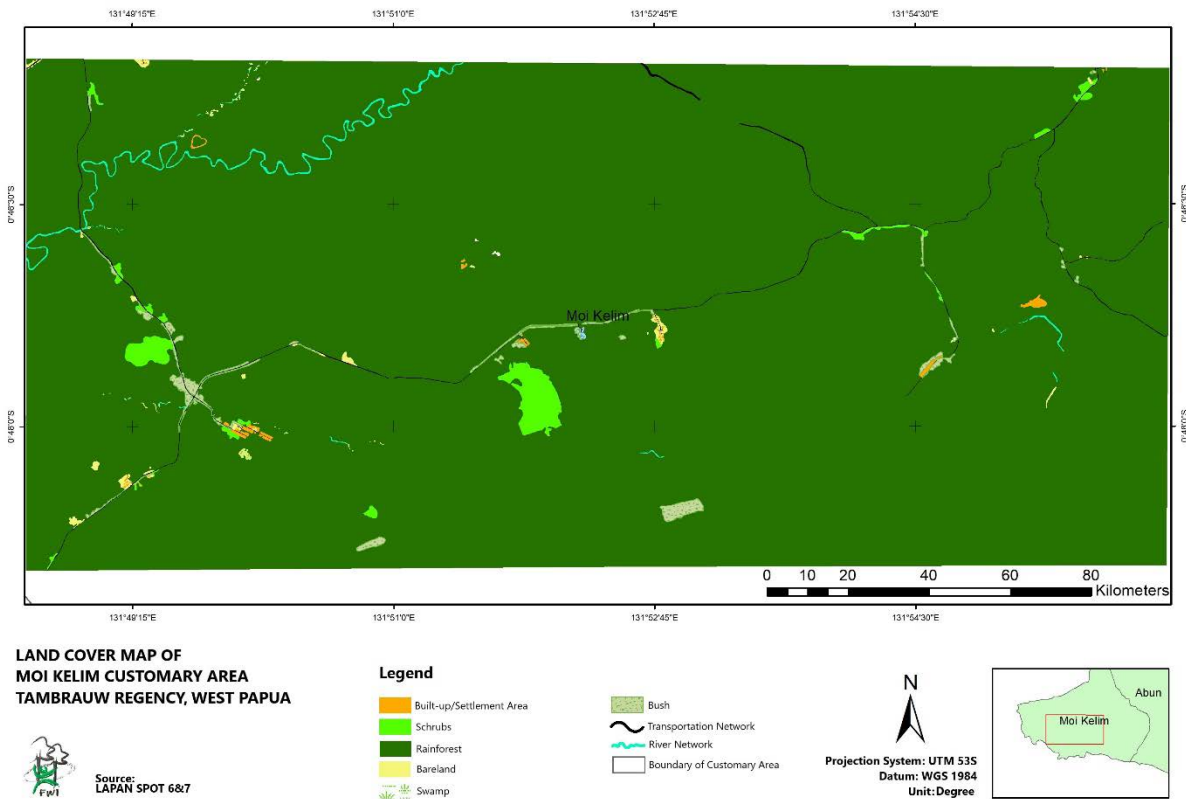 131°49'15"E 131°51'0"E 131°52'45"E 131°54'30"E
0°46'30"S 0°46'30"S
Moi Kelim
0°48'0"S 0°48'0"S
0 10 20 40 60 80
Kilometers
131°49'15"E 131°51'0"E 131°52'45"E 131°54'30"E
LAND COVER MAP OF
MOI KELIM CUSTOMARY AREA
TAMBRAUW REGENCY, WEST PAPUA
FWI
Source:
LAPAN SPOT 6&7
Legend
Built-up/Settlement Area
Schrubs
Rainforest
Bareland
Swamp
Bush
Transportation Network
River Network
Boundary of Customary Area
N
Projection System: UTM 53S
Datum: WGS 1984
Unit:Degree
Abun
Moi Kelim